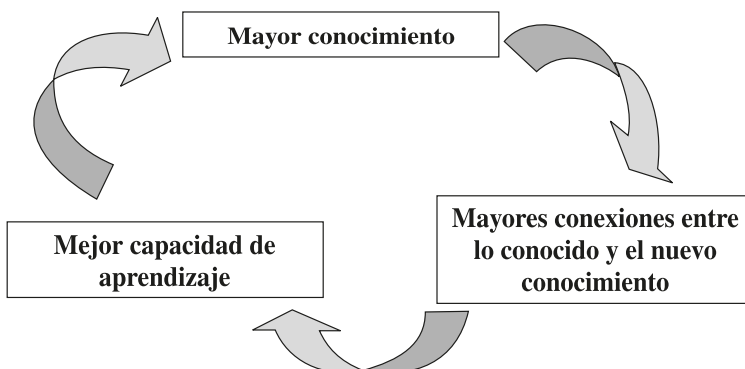 Mayor conocimiento
Mayores conexiones entre
lo conocido y el nuevo
conocimiento
Mejor capacidad de
aprendizaje